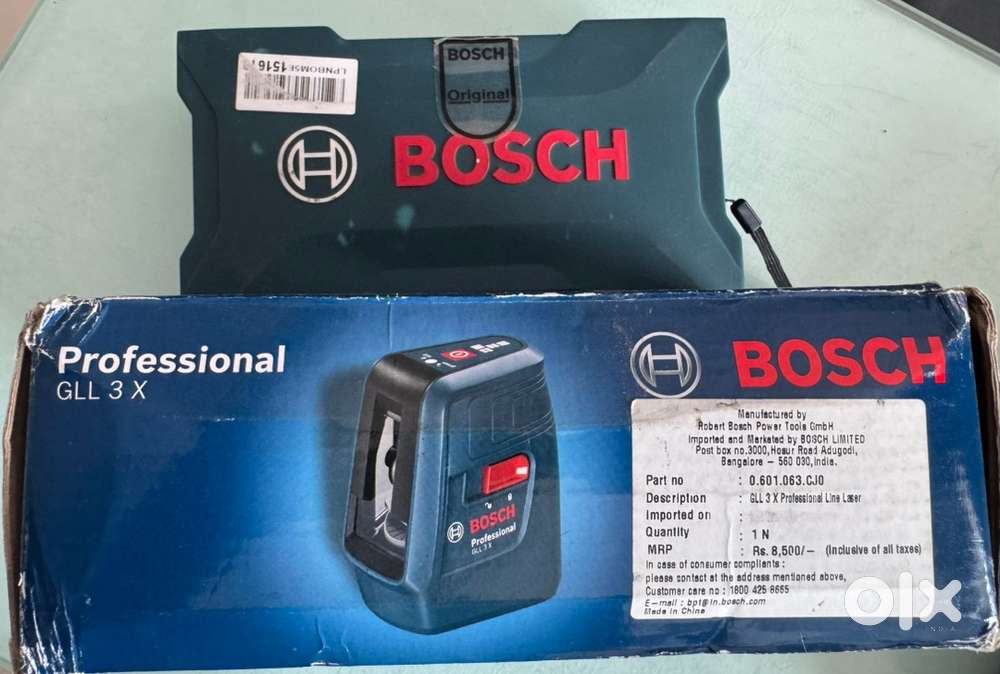 LPNBOM5E1516
BOSCH
Original
BOSCH
Professional
GLL 3 X
BOSCH
BOSCH
Professional
GLL 3 X
Manufactured by
Robert Bosch Power Tools GmbH
Imported and Marketed by BOSCH LIMITED
Post box no.3000,Hosur Road Adugodi,
Bangalore – 560 030,India.
Part no : 0.601.063.CJ0
Description : GLL 3 X Professional Line Laser
Imported on :
Quantity : 1 N
MRP : Rs. 8,500/– (Inclusive of all taxes)
In case of consumer compliants :
please contact at the address mentioned above,
Customer care no : 1800 425 8665
E–mail : bpt@in.bosch.com
Made in China
olx
INDIA